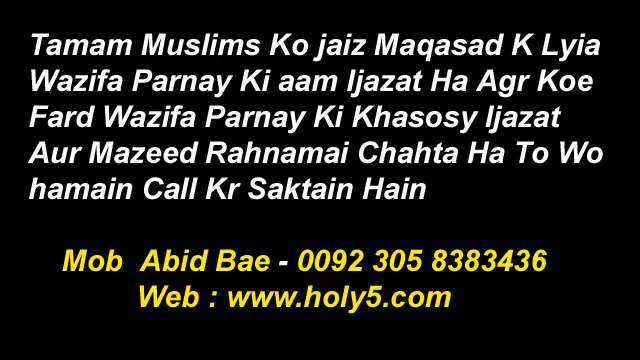 Tamam Muslims Ko jaiz Maqasad K Lyia
Wazifa Parnay Ki aam Ijazat Ha Agr Koe
Fard Wazifa Parnay Ki Khasosy Ijazat
Aur Mazeed Rahnamai Chahta Ha To Wo
hamain Call Kr Saktain Hain
Mob Abid Bae - 0092 305 8383436
Web : www.holy5.com